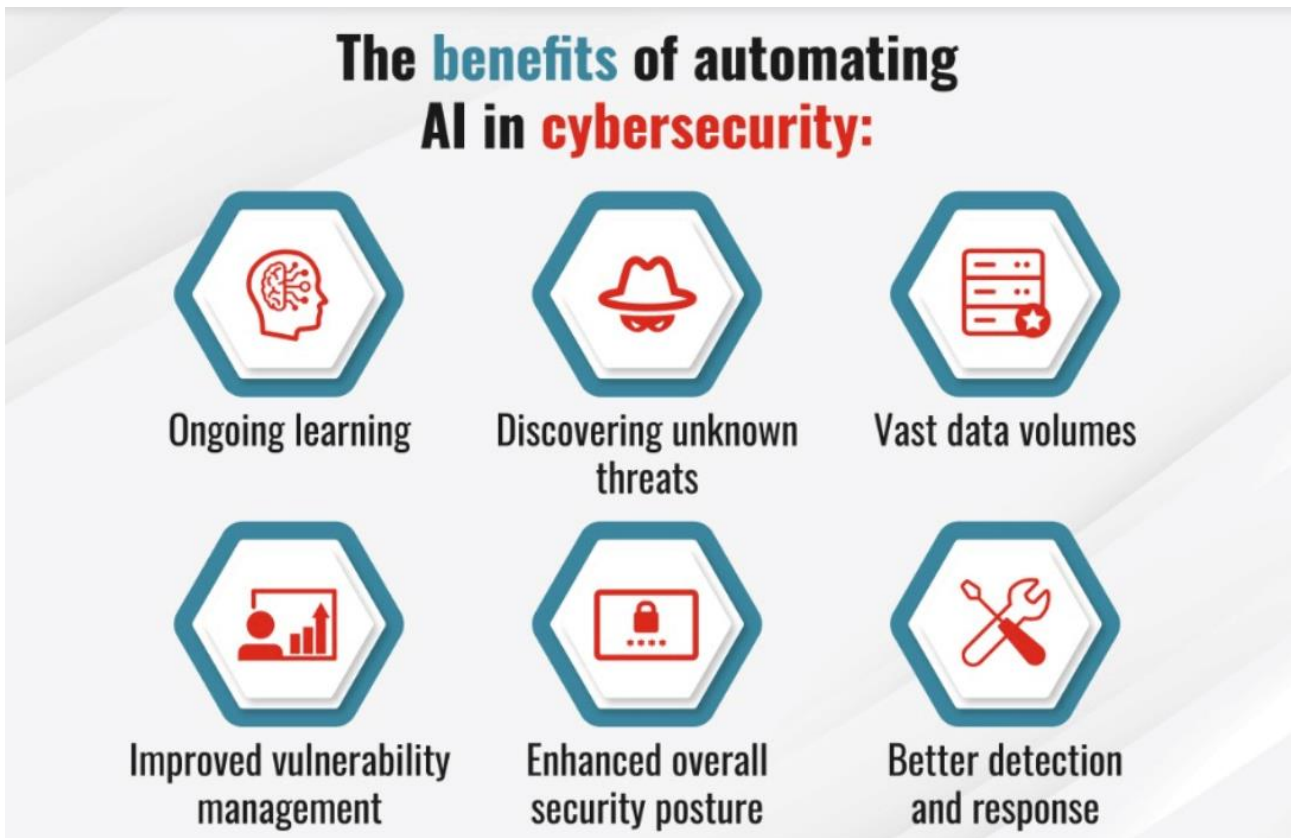 The benefits of automating
AI in cybersecurity:
Ongoing learning
Discovering unknown
threats
Vast data volumes
Improved vulnerability
management
Enhanced overall
security posture
Better detection
and response